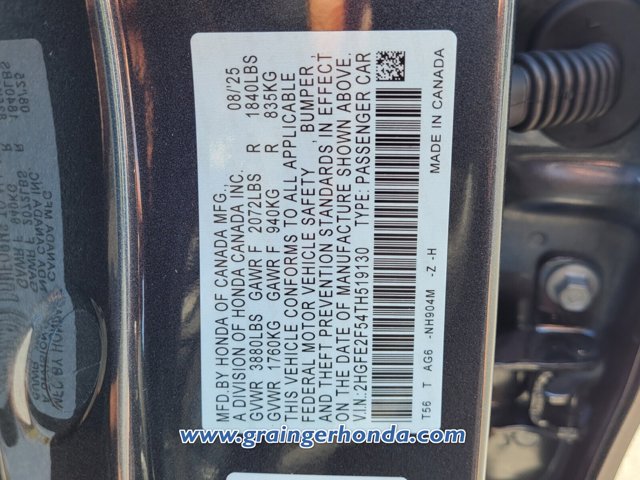 MFD.BY HONDA OF CANADA MFG., 08/'25
A DIVISION OF HONDA CANADA INC.
GVWR 3880LBS GAWR F 2072LBS R 1840LBS
GVWR 1760KG GAWR F 940KG R 835KG
THIS VEHICLE CONFORMS TO ALL APPLICABLE
FEDERAL MOTOR VEHICLE SAFETY , BUMPER,
AND THEFT PREVENTION STANDARDS IN EFFECT
ON THE DATE OF MANUFACTURE SHOWN ABOVE.
V.I.N.:2HGFE2F54TH519130 TYPE: PASSENGER CAR
T56 T AG6 -NH904M -Z -H MADE IN CANADA
www.graingerhonda.com